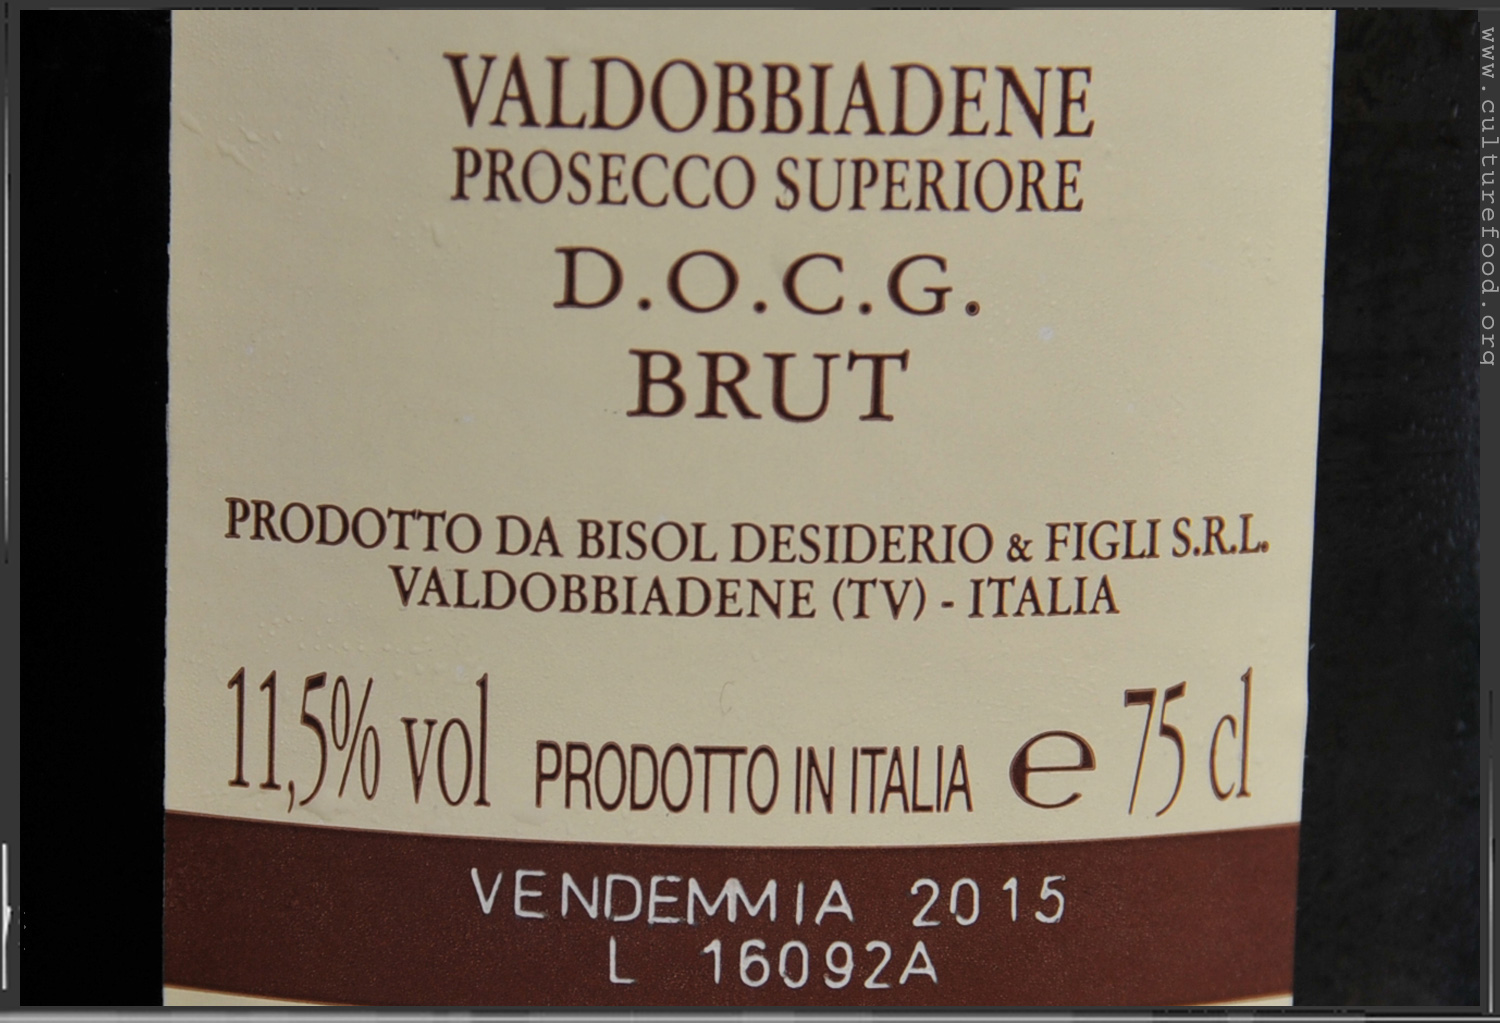 VALDOBBIADENE
PROSECCO SUPERIORE
D.O.C.G.
BRUT
PRODOTTO DA BISOL DESIDERIO & FIGLI S.R.L.
VALDOBBIADENE (TV) - ITALIA
11,5% vol PRODOTTO IN ITALIA e 75 cl
VENDEMMIA 2015
L 16092A
www.culturefood.org